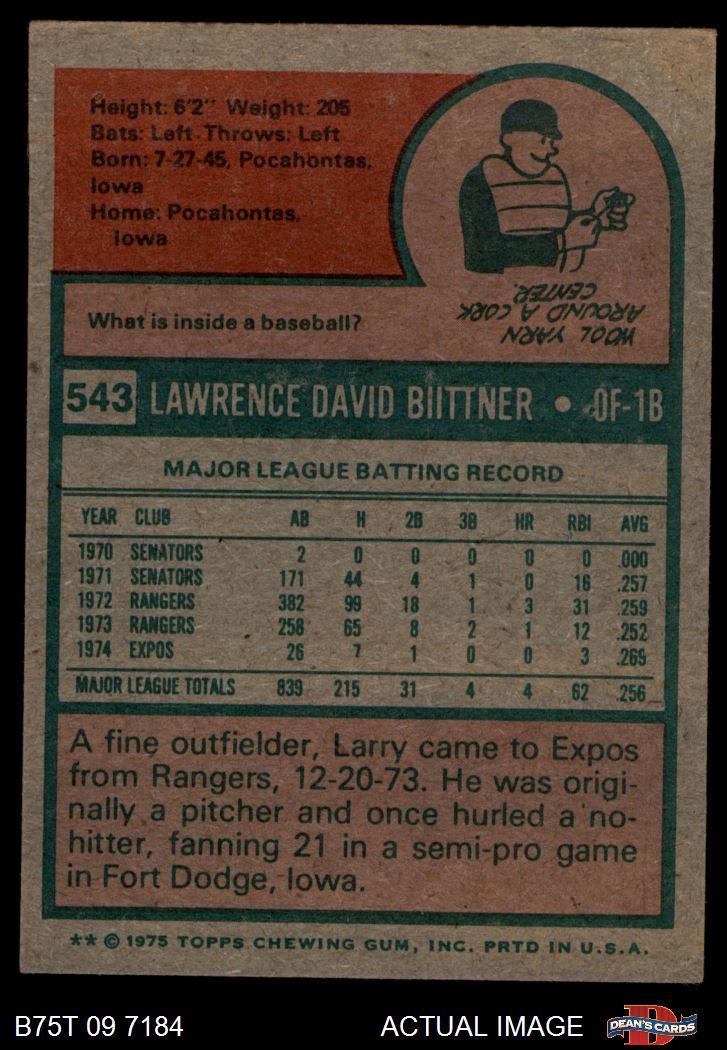 Height: 6'2" Weight: 205
Bats: Left Throws: Left
Born: 7-27-45, Pocahontas,
Iowa
Home: Pocahontas,
Iowa
What is inside a baseball?
WOOL YARN
AROUND A CORK
CENTER.
543 LAWRENCE DAVID BIITTNER • OF-1B
MAJOR LEAGUE BATTING RECORD
YEAR CLUB AB H 2B 3B HR RBI AVG
1970 SENATORS 2 0 0 0 0 0 .000
1971 SENATORS 171 44 4 1 0 16 .257
1972 RANGERS 382 99 18 1 3 31 .259
1973 RANGERS 258 65 8 2 1 12 .252
1974 EXPOS 26 7 1 0 0 3 .269
MAJOR LEAGUE TOTALS 839 215 31 4 4 62 .256
A fine outfielder, Larry came to Expos
from Rangers, 12-20-73. He was origi-
nally a pitcher and once hurled a no-
hitter, fanning 21 in a semi-pro game
in Fort Dodge, Iowa.
** © 1975 TOPPS CHEWING GUM, INC. PRTD IN U.S.A.
B75T 09 7184 ACTUAL IMAGE
D
DEAN'S CARDS